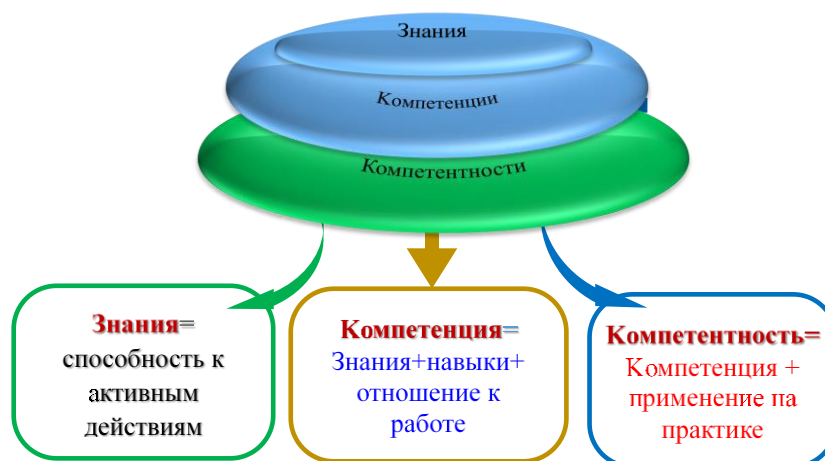 Знания
Компетенции
Компетентности
Знания=
способность к
активным
действиям
Компетенция=
Знания+навыки+
отношение к
работе
Компетентность=
Компетенция +
применение па
практике